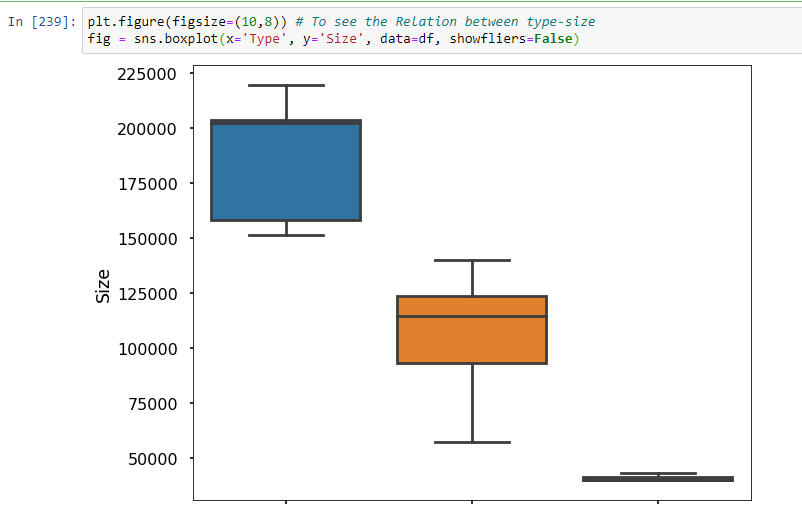 In [239]:
plt.figure(figsize=(10,8)) # To see the Relation between type-size
fig = sns.boxplot(x='Type', y='Size', data=df, showfliers=False)
225000
200000
175000
150000
125000
100000
75000
50000
Size